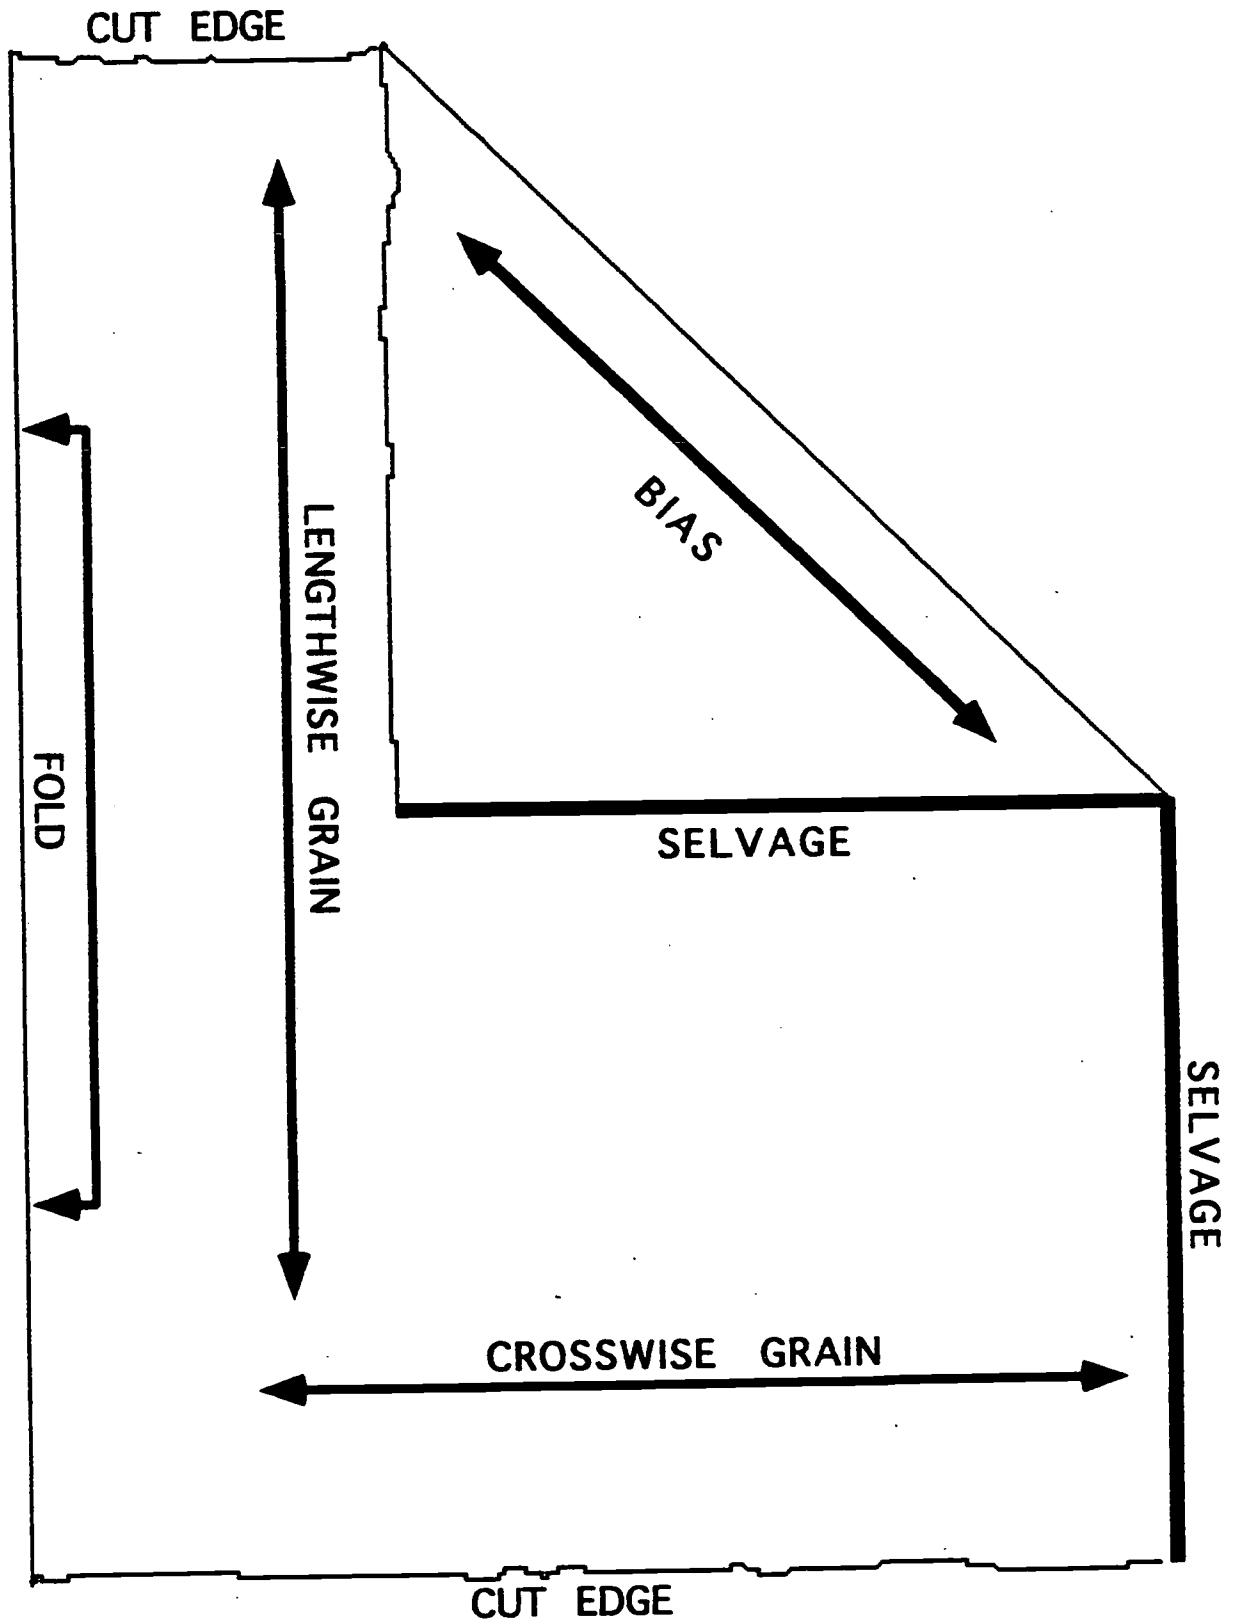 CUT EDGE
BIAS
LENGTHWISE GRAIN
FOLD
SELVAGE
SELVAGE
CROSSWISE GRAIN
CUT EDGE